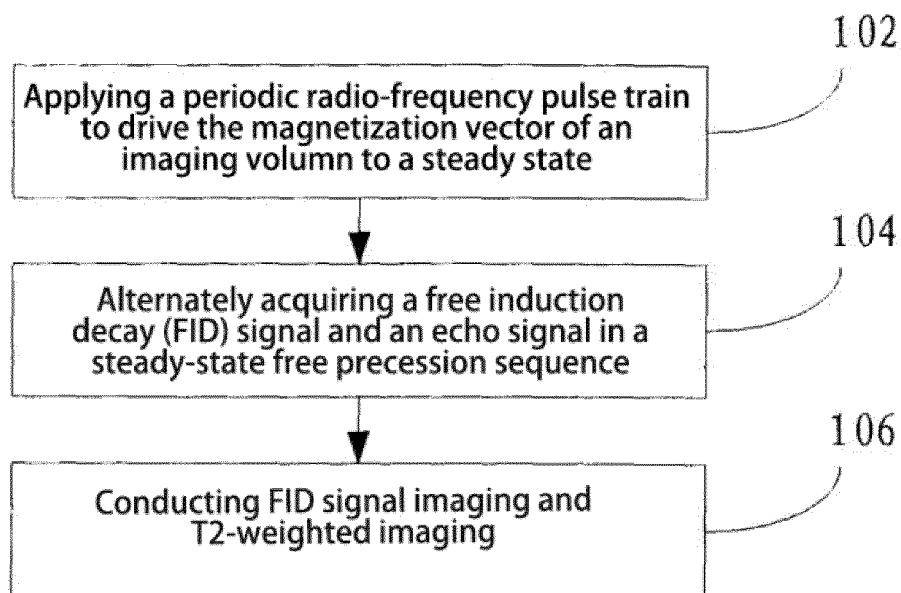 102
Applying a periodic radio-frequency pulse train
to drive the magnetization vector of an
imaging volumn to a steady state
104
Alternately acquiring a free induction
decay (FID) signal and an echo signal in a
steady-state free precession sequence
106
Conducting FID signal imaging and
T2-weighted imaging